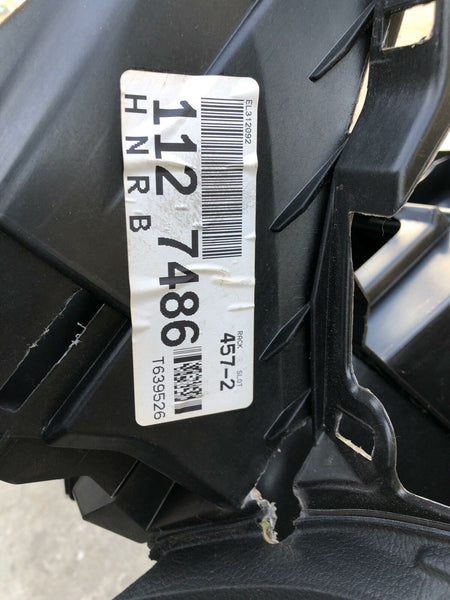 EL312092
RACK SLOT
457-2
112 7486
T639526
HNRB